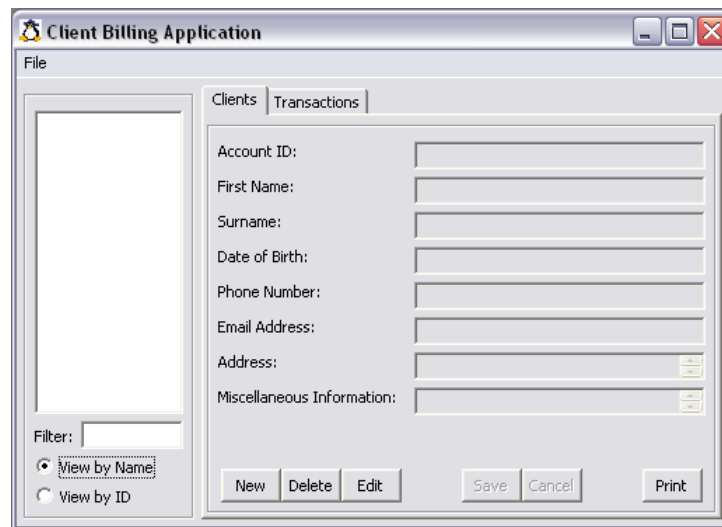 Client Billing Application
File
Clients Transactions
Account ID:
First Name:
Surname:
Date of Birth:
Phone Number:
Email Address:
Address:
Miscellaneous Information:
Filter:
View by Name
View by ID
New Delete Edit Save Cancel Print